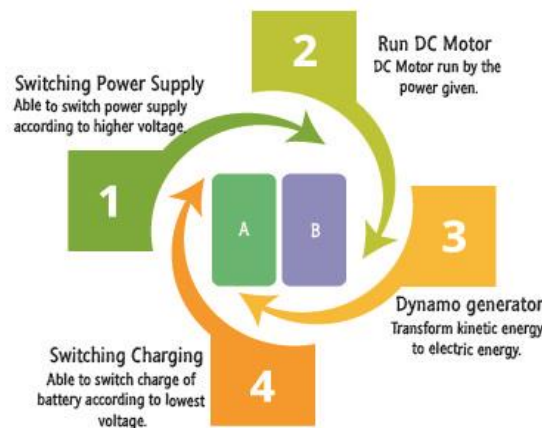 1
Switching Power Supply
Able to switch power supply
according to higher voltage.
2
Run DC Motor
DC Motor run by the
power given.
A
B
3
Dynamo generator
Transform kinetic energy
to electric energy.
4
Switching Charging
Able to switch charge of
battery according to lowest
voltage.